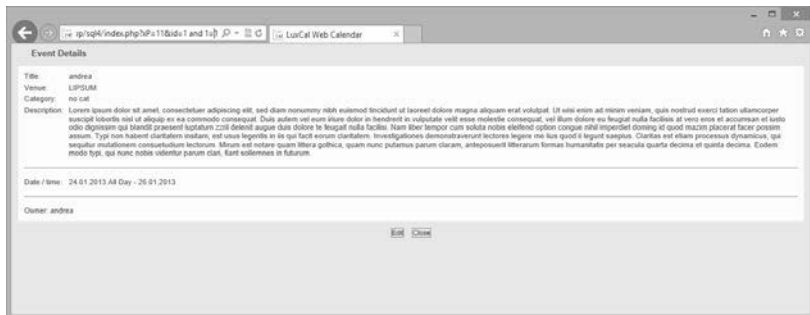 rp/sql4/index.php?xP=11&id=1 and 1=1 LuxCal Web Calendar
Event Details
Title: andrea
Venue: LIPSUM
Category: no cat
Description: Lorem ipsum dolor sit amet, consectetuer adipiscing elit, sed diam nonummy nibh euismod tincidunt ut laoreet dolore magna aliquam erat volutpat. Ut wisi enim ad minim veniam, quis nostrud exerci tation ullamcorper
suscipit lobortis nisl ut aliquip ex ea commodo consequat. Duis autem vel eum iriure dolor in hendrerit in vulputate velit esse molestie consequat, vel illum dolore eu feugiat nulla facilisis at vero eros et accumsan et iusto
odio dignissim qui blandit praesent luptatum zzril delenit augue duis dolore te feugait nulla facilisi. Nam liber tempor cum soluta nobis eleifend option congue nihil imperdiet doming id quod mazim placerat facer possim
assum. Typi non habent claritatem insitam, est usus legentis in iis qui facit eorum claritatem. Investigationes demonstraverunt lectores legere me lius quod ii legunt saepius. Claritas est etiam processus dynamicus, qui
sequitur mutationem consuetudium lectorum. Mirum est notare quam littera gothica, quam nunc putamus parum claram, anteposuerit litterarum formas humanitatis per seacula quarta decima et quinta decima. Eodem
modo typi, qui nunc nobis videntur parum clari, fiant sollemnes in futurum.
Date / time: 24.01.2013 All Day - 26.01.2013
Owner: andrea
Edit Close